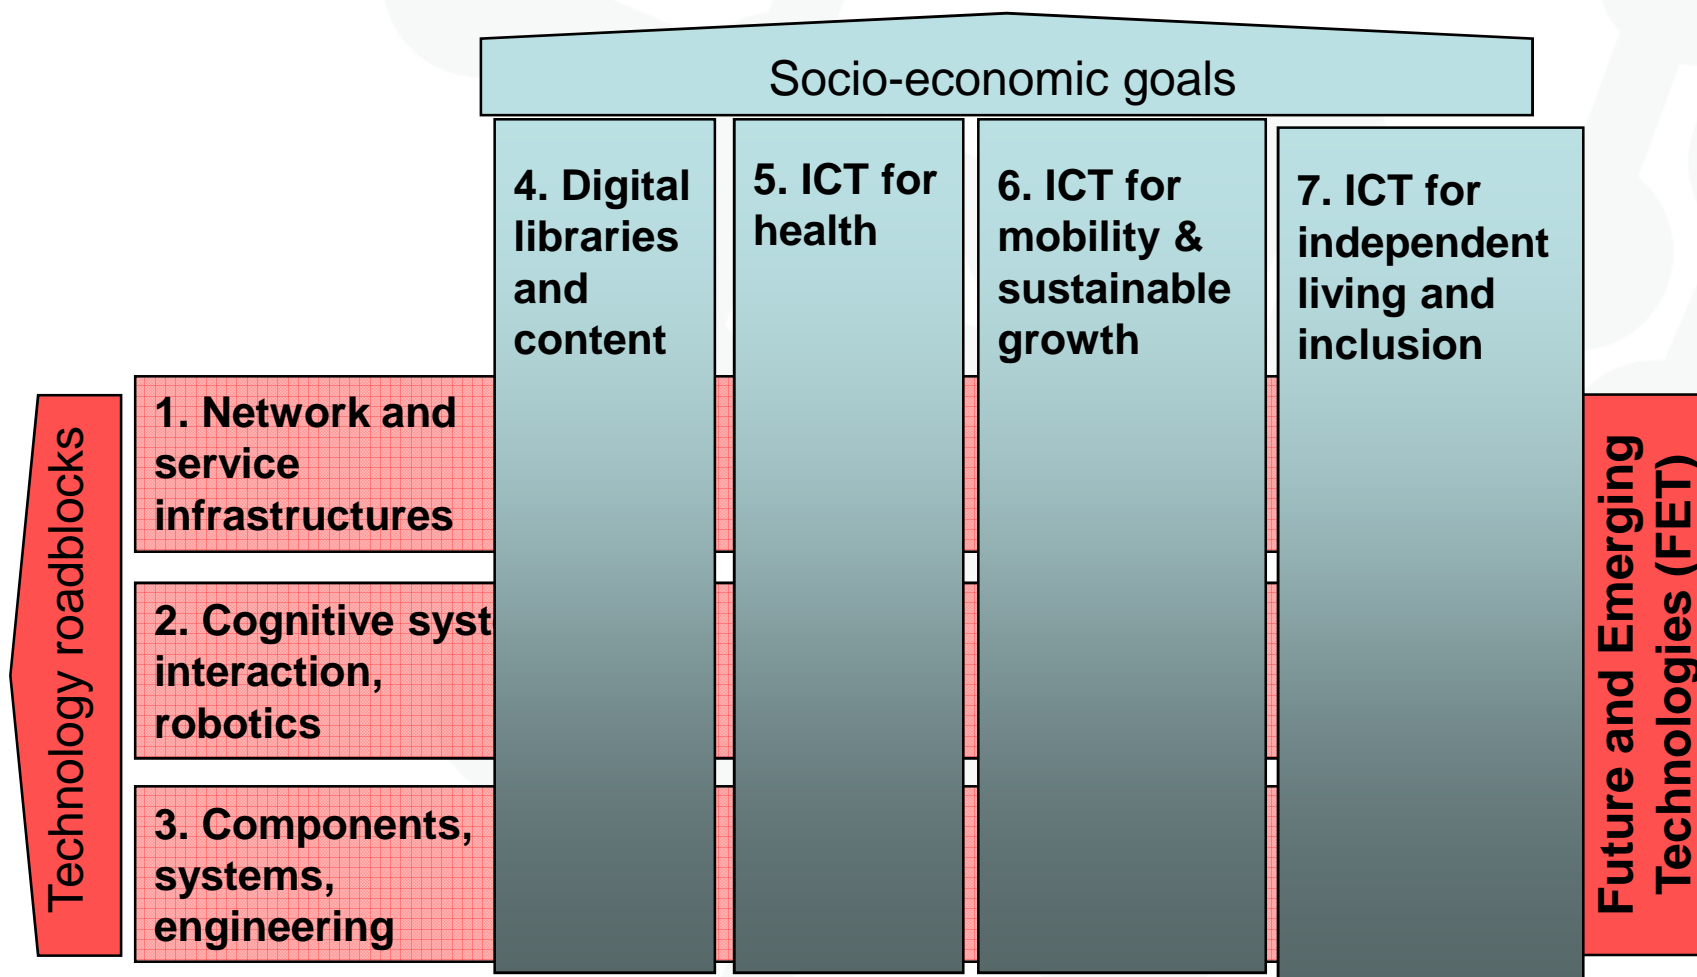 Socio-economic goals
4. Digital
libraries
and
content
5. ICT for
health
6. ICT for
mobility &
sustainable
growth
7. ICT for
independent
living and
inclusion
Technology roadblocks
1. Network and
service
infrastructures
2. Cognitive syst
interaction,
robotics
3. Components,
systems,
engineering
Future and Emerging
Technologies (FET)